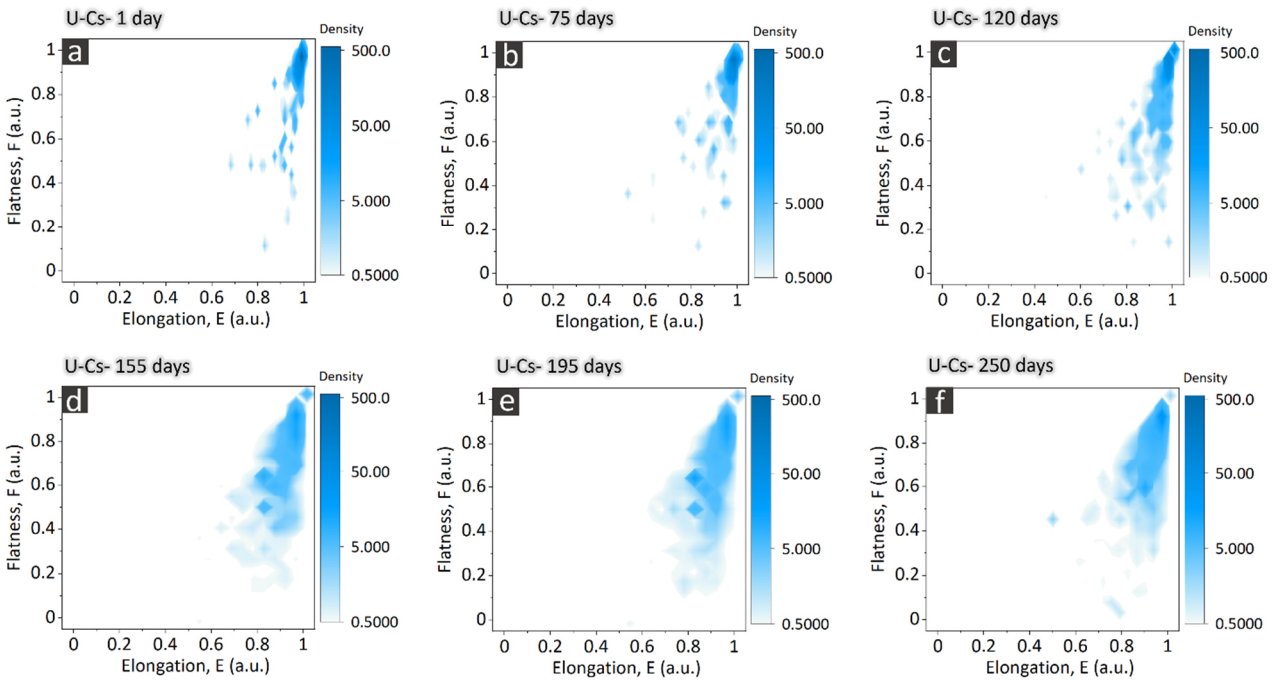 U-Cs- 1 day
a
Density
500.0
50.00
5.000
0.5000
1
0.8
0.6
0.4
0.2
0
Flatness, F (a.u.)
0 0.2 0.4 0.6 0.8 1
Elongation, E (a.u.)
U-Cs- 75 days
b
Density
500.0
50.00
5.000
0.5000
1
0.8
0.6
0.4
0.2
0
Flatness, F (a.u.)
0 0.2 0.4 0.6 0.8 1
Elongation, E (a.u.)
U-Cs- 120 days
c
Density
500.0
50.00
5.000
0.5000
1
0.8
0.6
0.4
0.2
0
Flatness, F (a.u.)
0 0.2 0.4 0.6 0.8 1
Elongation, E (a.u.)
U-Cs- 155 days
d
Density
500.0
50.00
5.000
0.5000
1
0.8
0.6
0.4
0.2
0
Flatness, F (a.u.)
0 0.2 0.4 0.6 0.8 1
Elongation, E (a.u.)
U-Cs- 195 days
e
Density
500.0
50.00
5.000
0.5000
1
0.8
0.6
0.4
0.2
0
Flatness, F (a.u.)
0 0.2 0.4 0.6 0.8 1
Elongation, E (a.u.)
U-Cs- 250 days
f
Density
500.0
50.00
5.000
0.5000
1
0.8
0.6
0.4
0.2
0
Flatness, F (a.u.)
0 0.2 0.4 0.6 0.8 1
Elongation, E (a.u.)